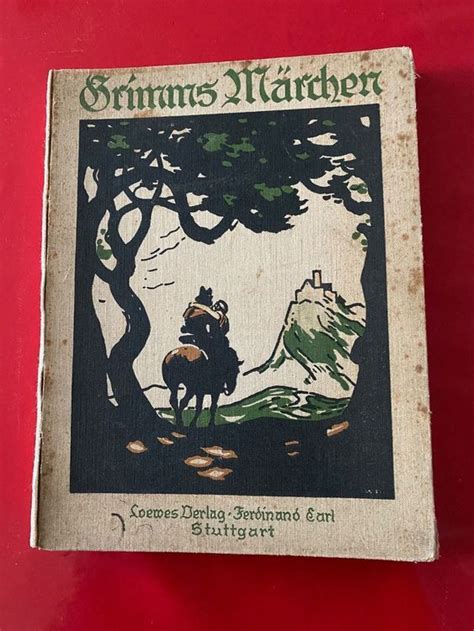 Grimms Märchen
Loewes Verlag · Ferdinand Carl
Stuttgart